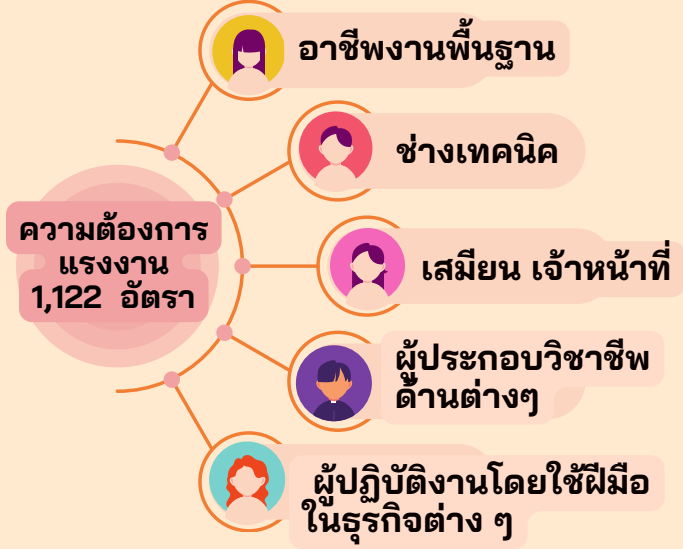 อาชีพงานพื้นฐาน
ช่างเทคนิค
ความต้องการ
แรงงาน
1,122 อัตรา
เสมียน เจ้าหน้าที่
ผู้ประกอบวิชาชีพ
ด้านต่างๆ
ผู้ปฏิบัติงานโดยใช้ฝีมือ
ในธุรกิจต่าง ๆ